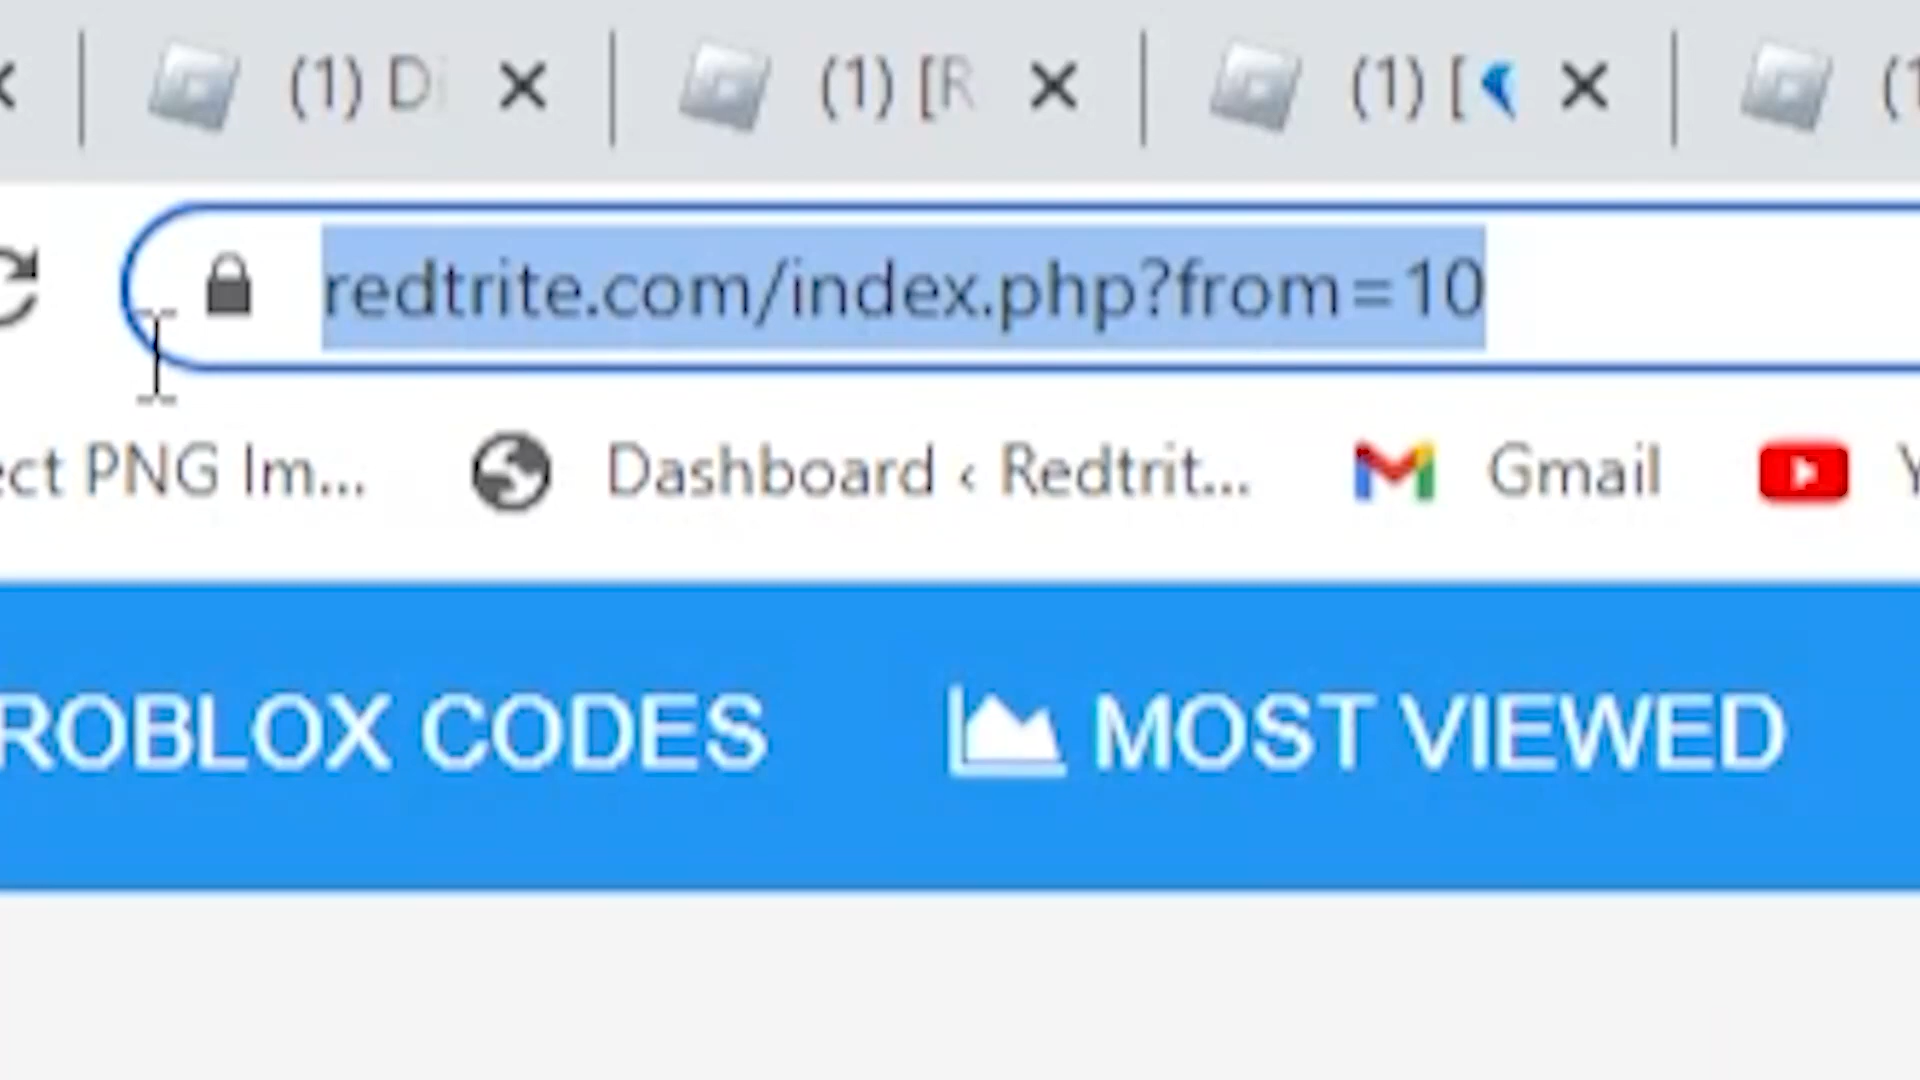 (1) D (1) [R (1) [ (1
redtrite.com/index.php?from=10
ect PNG Im... Dashboard ‹ Redtrit... Gmail Y
ROBLOX CODES MOST VIEWED